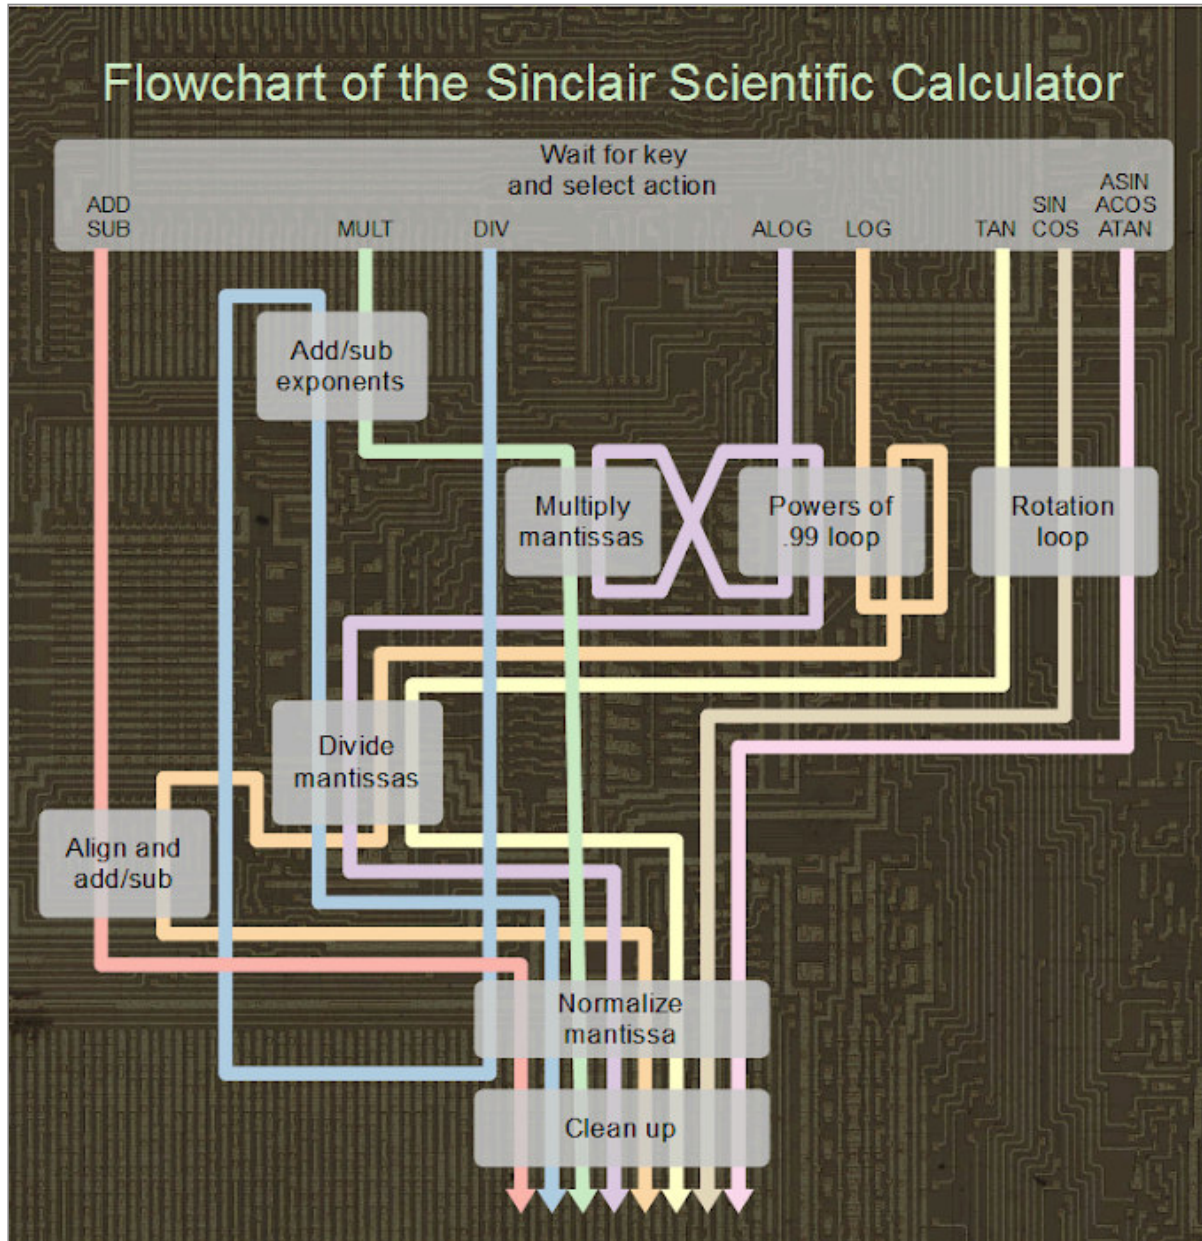 Flowchart of the Sinclair Scientific Calculator
Wait for key
and select action
ADD
SUB
MULT
DIV
ALOG
LOG
TAN
SIN
COS
ASIN
ACOS
ATAN
Add/sub
exponents
Multiply
mantissas
Powers of
.99 loop
Rotation
loop
Divide
mantissas
Align and
add/sub
Normalize
mantissa
Clean up